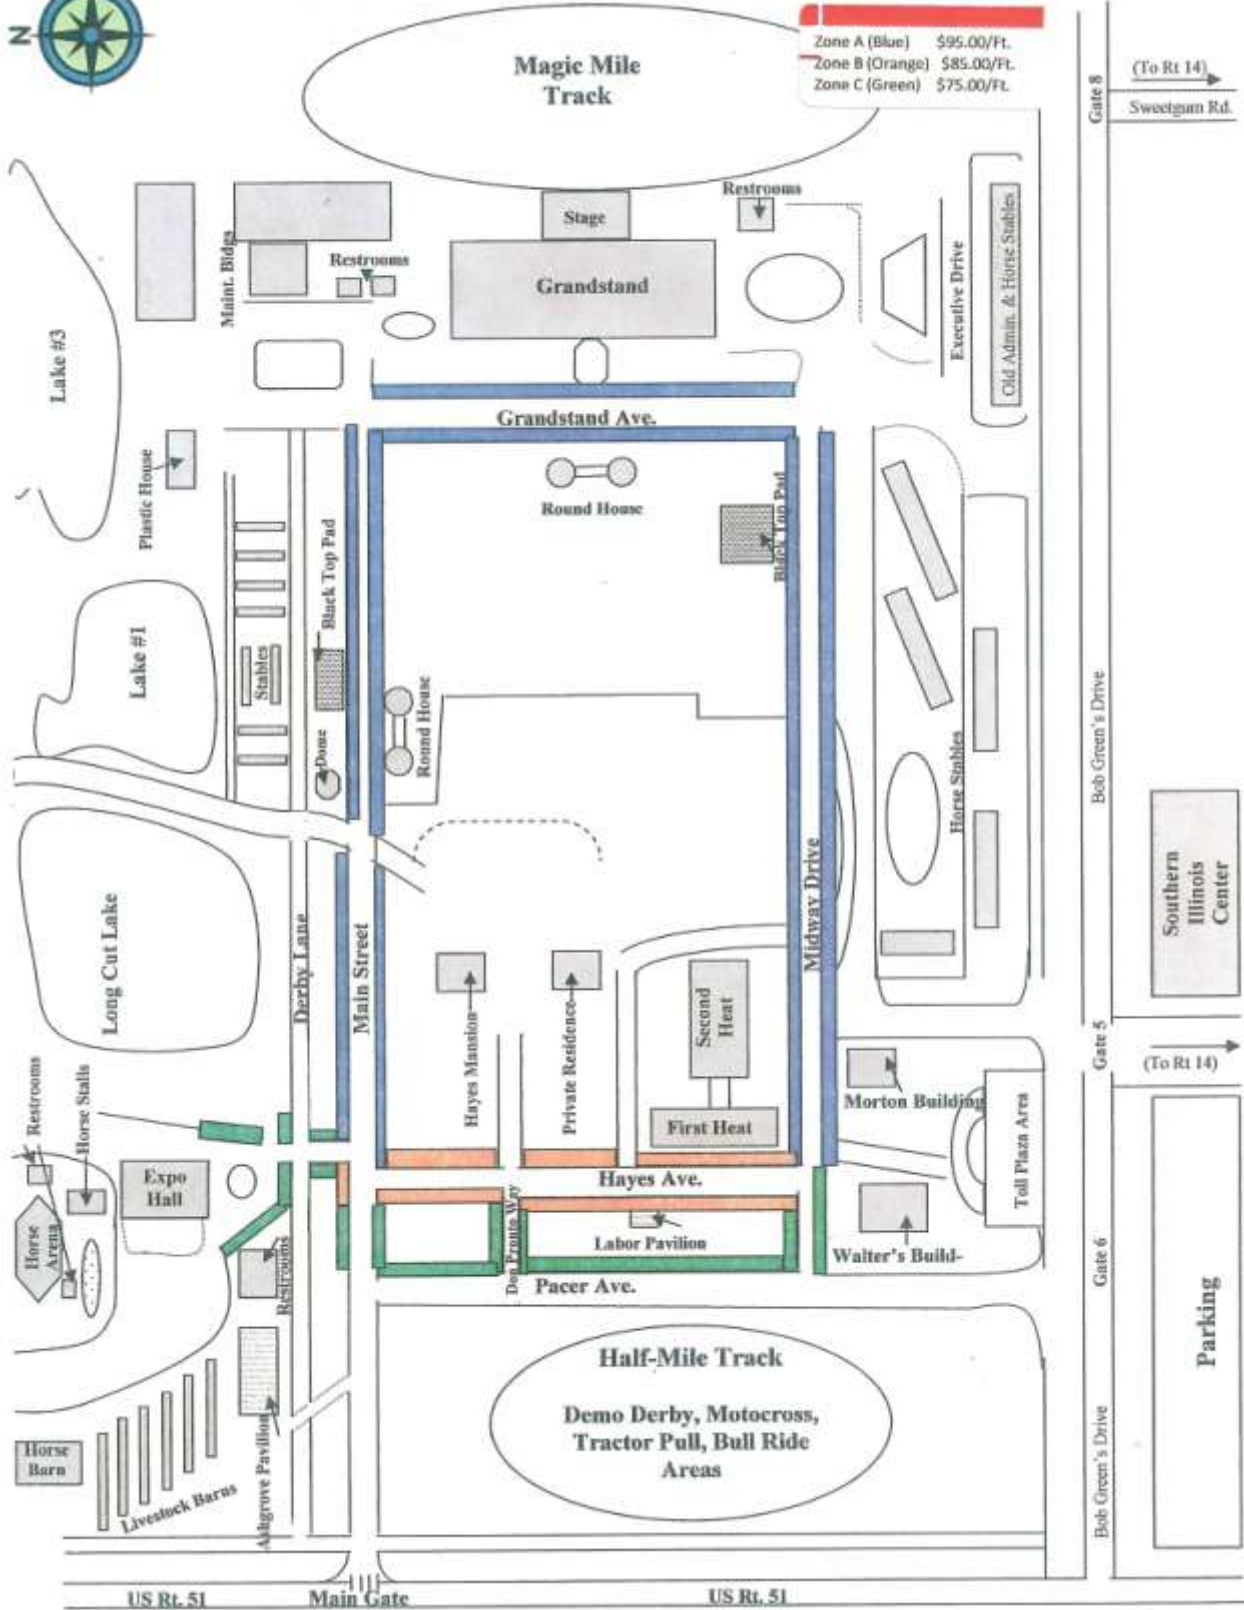 N
Magic Mile
Track
Zone A (Blue) $95.00/Ft.
Zone B (Orange) $85.00/Ft.
Zone C (Green) $75.00/Ft.
Gate 8
(To Rt 14)
Sweetgum Rd.
Restrooms
Stage
Maint. Bldgs
Restrooms
Grandstand
Executive Drive
Old Admin. & Horse Stables
Lake #3
Grandstand Ave.
Plastic House
Round House
Black Top Pad
Black Top Pad
Lake #1
Stables
Round House
Dome
Horse Stables
Bob Green's Drive
Southern
Illinois
Center
Long Cut Lake
Derby Lane
Main Street
Midway Drive
Hayes Mansion
Private Residence
Second
Heat
Gate 5
(To Rt 14)
Restrooms
Horse Stalls
Morton Building
First Heat
Toll Plaza Area
Expo
Hall
Hayes Ave.
Horse
Arena
Don Pronto Way
Labor Pavilion
Walter's Build-
Restrooms
Pacer Ave.
Gate 6
Parking
Half-Mile Track
Demo Derby, Motocross,
Tractor Pull, Bull Ride
Areas
Horse
Barn
Livestock Barns
Ashgrove Pavilion
Bob Green's Drive
US Rt. 51
Main Gate
US Rt. 51